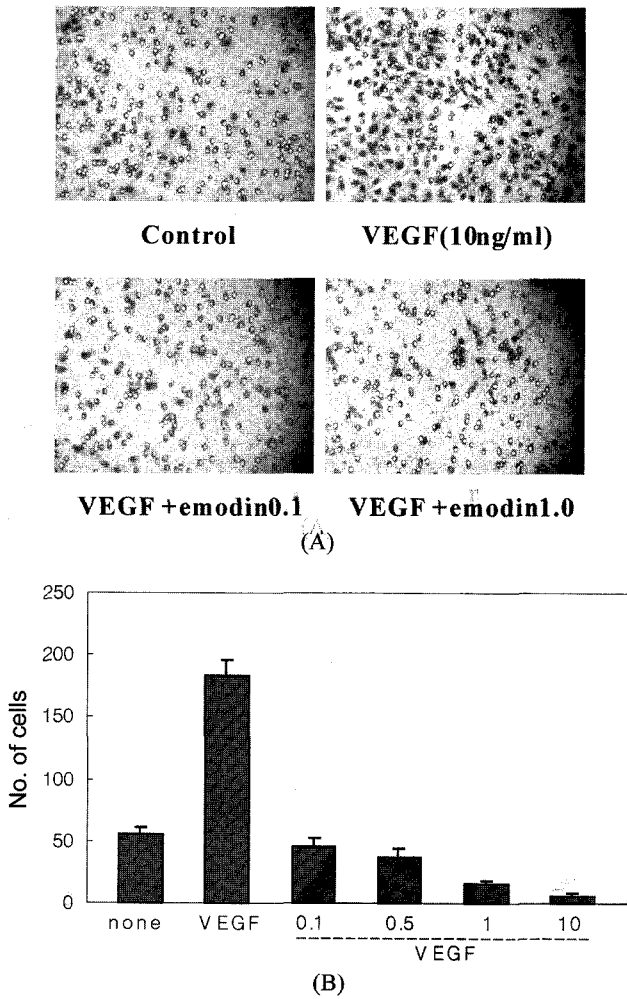 Control VEGF(10ng/ml)
VEGF +emodin0.1 VEGF +emodin1.0
(A)
250
200
150
100
50
0
No. of cells
none VEGF 0.1 0.5 1 10
VEGF
(B)